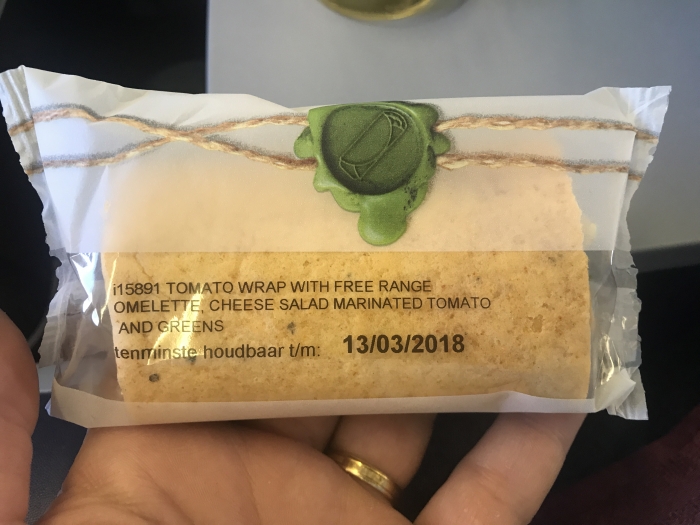 i15891 TOMATO WRAP WITH FREE RANGE
OMELETTE, CHEESE SALAD MARINATED TOMATO
AND GREENS
tenminste houdbaar t/m: 13/03/2018